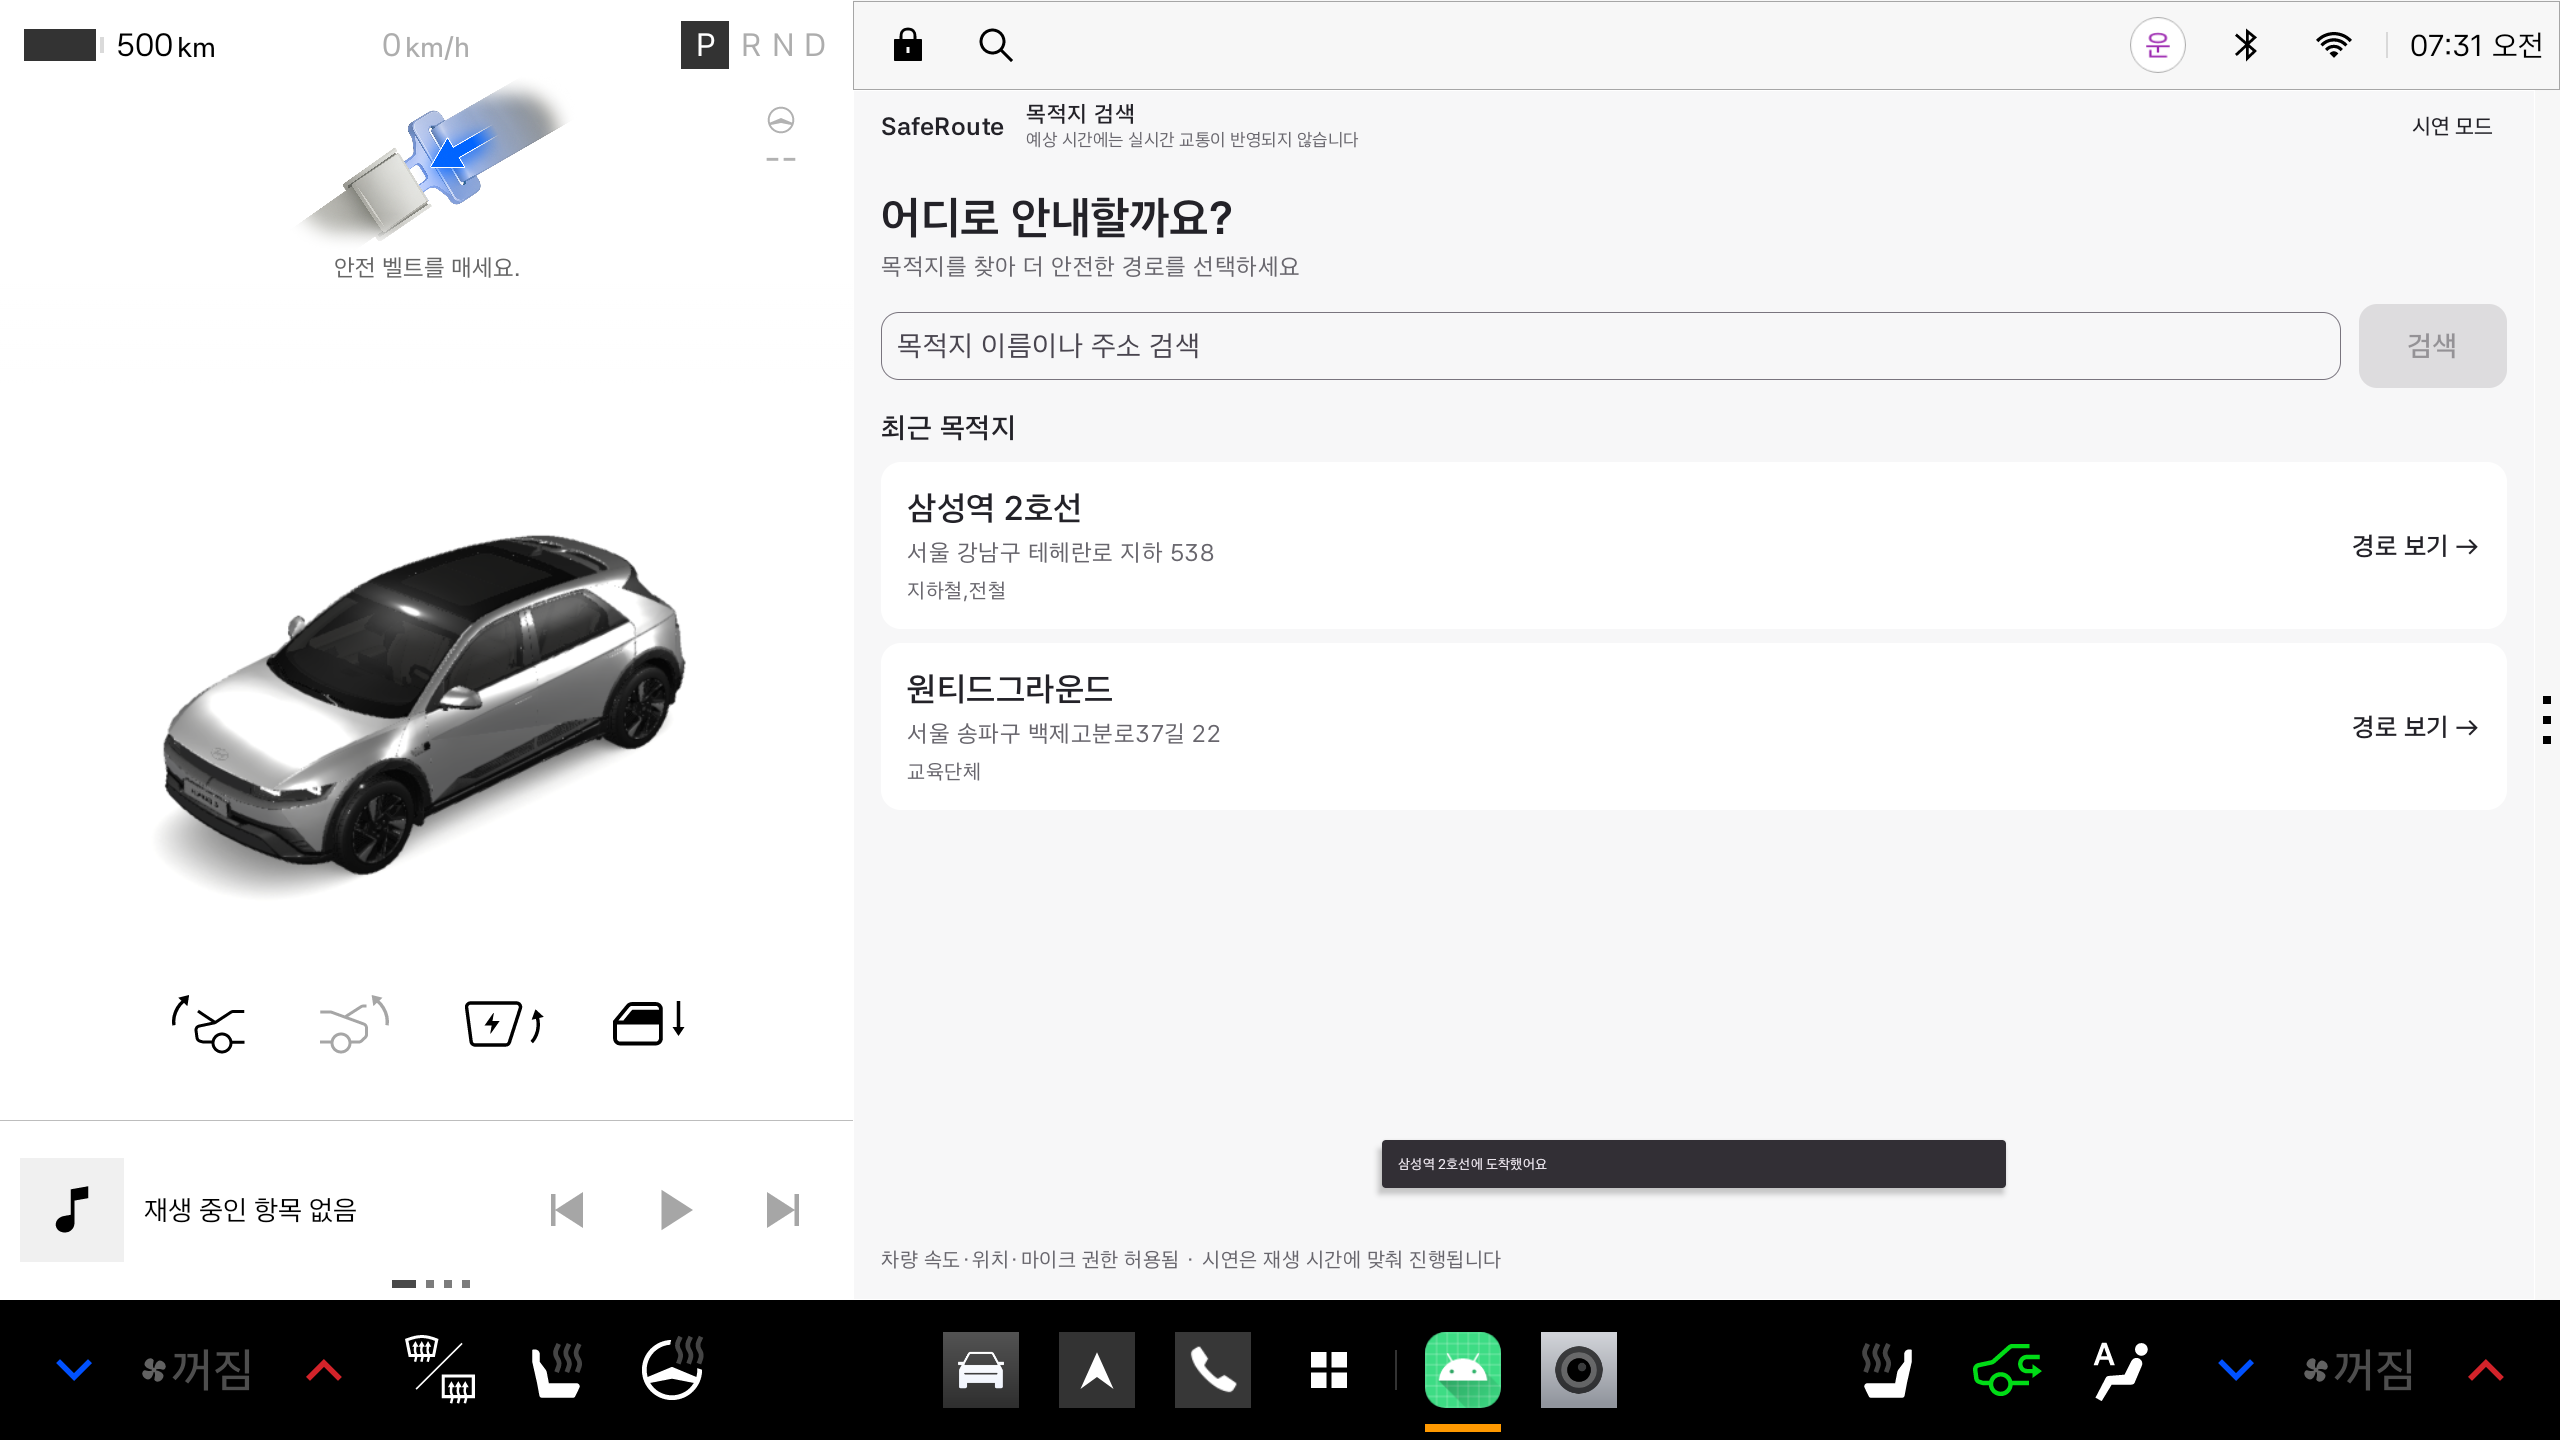 500 km
0 km/h
P R N D
운
07:31 오전
안전 벨트를 매세요.
SafeRoute
목적지 검색
예상 시간에는 실시간 교통이 반영되지 않습니다
시연 모드
어디로 안내할까요?
목적지를 찾아 더 안전한 경로를 선택하세요
목적지 이름이나 주소 검색
검색
최근 목적지
삼성역 2호선
서울 강남구 테헤란로 지하 538
지하철,전철
경로 보기 →
원티드그라운드
서울 송파구 백제고분로37길 22
교육단체
경로 보기 →
재생 중인 항목 없음
삼성역 2호선에 도착했어요
차량 속도·위치·마이크 권한 허용됨 · 시연은 재생 시간에 맞춰 진행됩니다
꺼짐
A
꺼짐